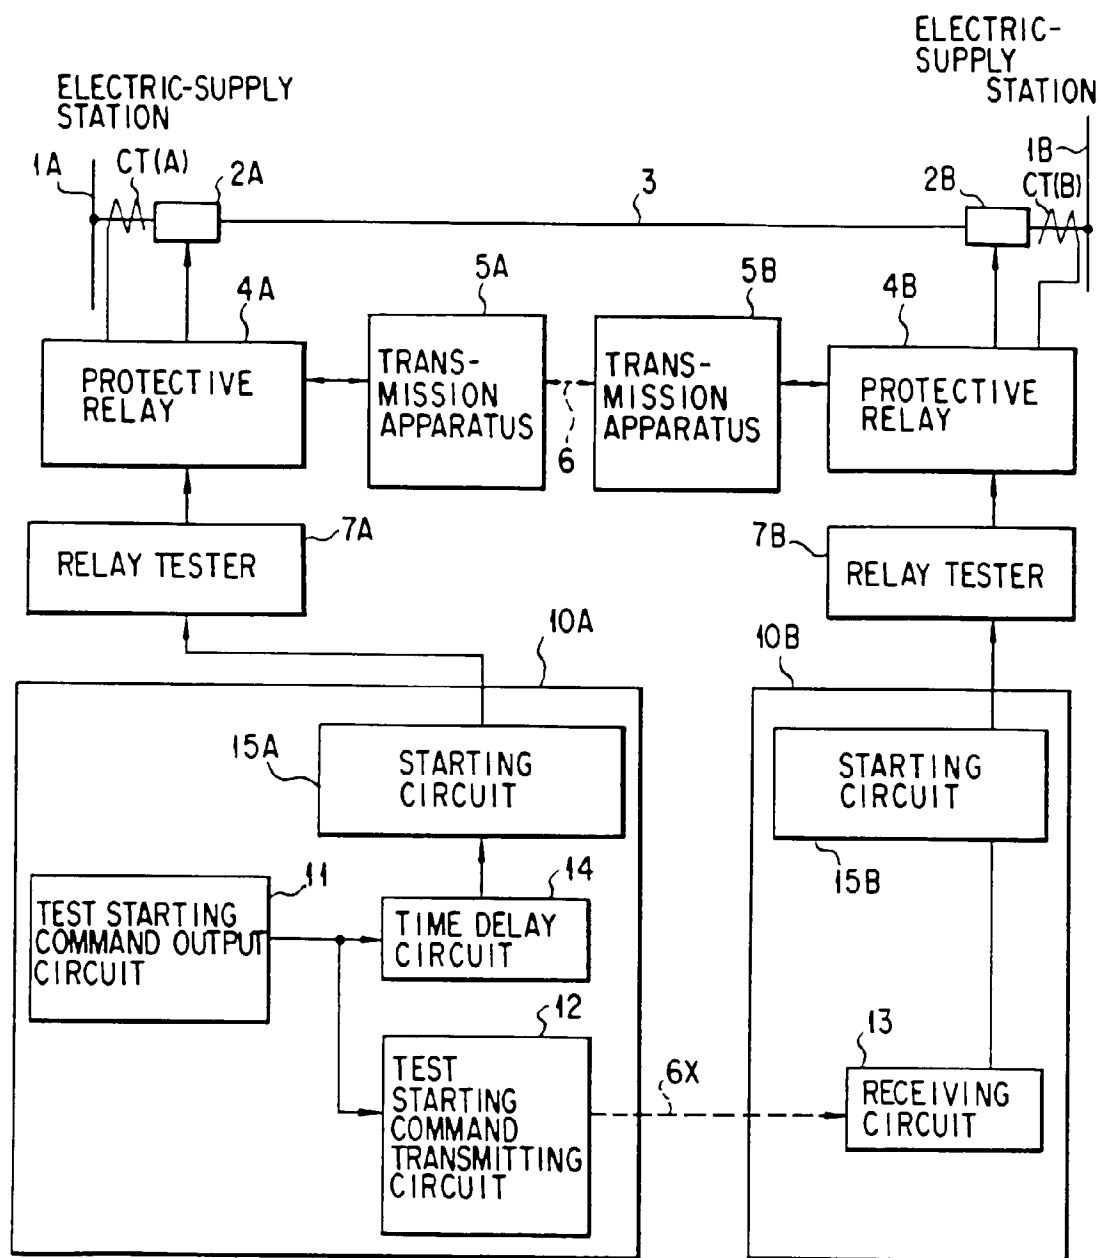 ELECTRIC-
SUPPLY
STATION
ELECTRIC-SUPPLY
STATION
1A
CT(A)
2A
3
2B
1B
CT(B)
4A
5A
5B
4B
PROTECTIVE
RELAY
TRANS-
MISSION
APPARATUS
6
TRANS-
MISSION
APPARATUS
PROTECTIVE
RELAY
7A
RELAY TESTER
7B
RELAY TESTER
10A
10B
15A
STARTING
CIRCUIT
STARTING
CIRCUIT
15B
11
TEST STARTING
COMMAND OUTPUT
CIRCUIT
14
TIME DELAY
CIRCUIT
12
TEST
STARTING
COMMAND
TRANSMITTING
CIRCUIT
6X
13
RECEIVING
CIRCUIT